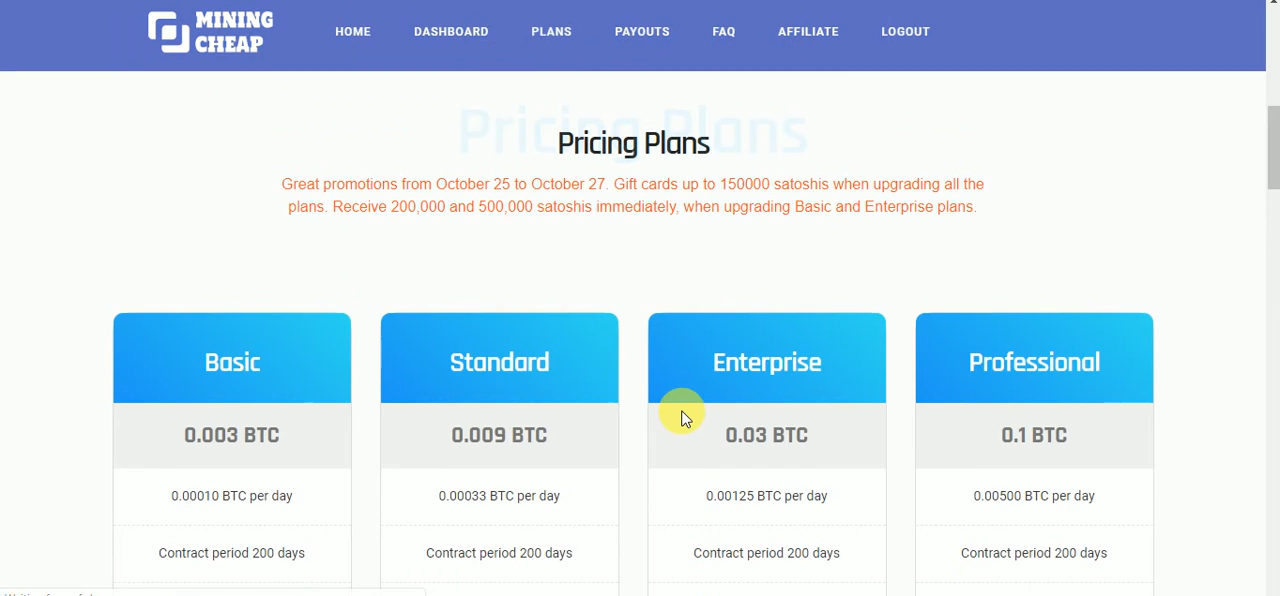 MINING
CHEAP
HOME DASHBOARD PLANS PAYOUTS FAQ AFFILIATE LOGOUT
Pricing Plans
Pricing Plans
Great promotions from October 25 to October 27. Gift cards up to 150000 satoshis when upgrading all the
plans. Receive 200,000 and 500,000 satoshis immediately, when upgrading Basic and Enterprise plans.
Basic Standard Enterprise Professional
0.003 BTC 0.009 BTC 0.03 BTC 0.1 BTC
0.00010 BTC per day 0.00033 BTC per day 0.00125 BTC per day 0.00500 BTC per day
Contract period 200 days Contract period 200 days Contract period 200 days Contract period 200 days